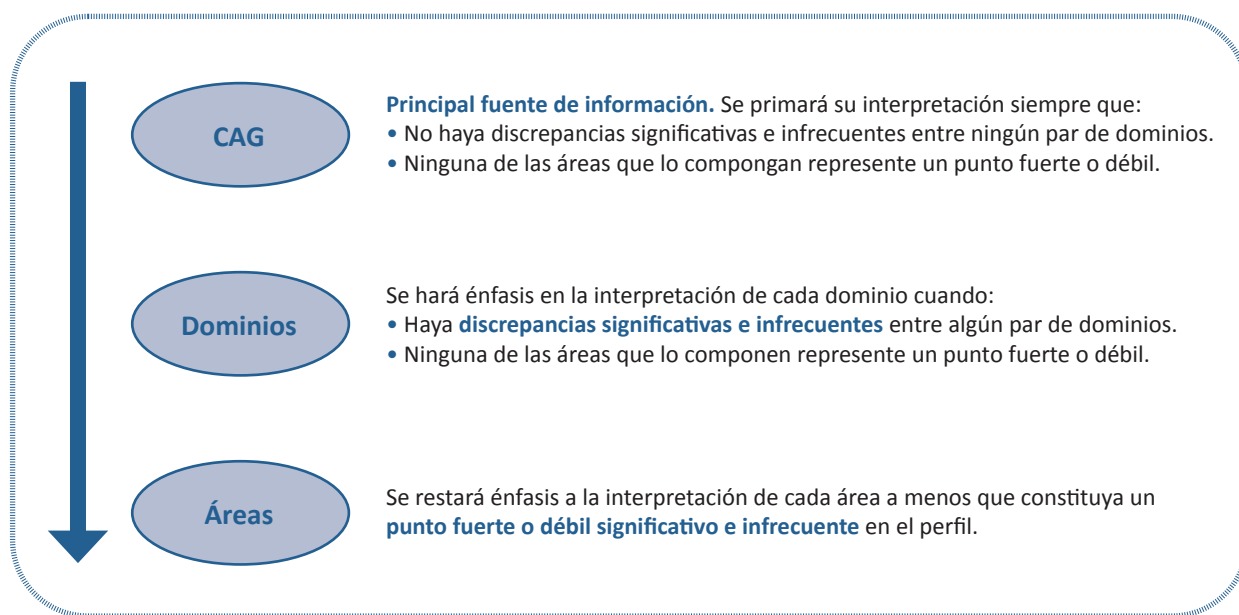 CAG
Principal fuente de información. Se primará su interpretación siempre que:
• No haya discrepancias significativas e infrecuentes entre ningún par de dominios.
• Ninguna de las áreas que lo compongan represente un punto fuerte o débil.
Dominios
Se hará énfasis en la interpretación de cada dominio cuando:
• Haya discrepancias significativas e infrecuentes entre algún par de dominios.
• Ninguna de las áreas que lo componen represente un punto fuerte o débil.
Áreas
Se restará énfasis a la interpretación de cada área a menos que constituya un
punto fuerte o débil significativo e infrecuente en el perfil.